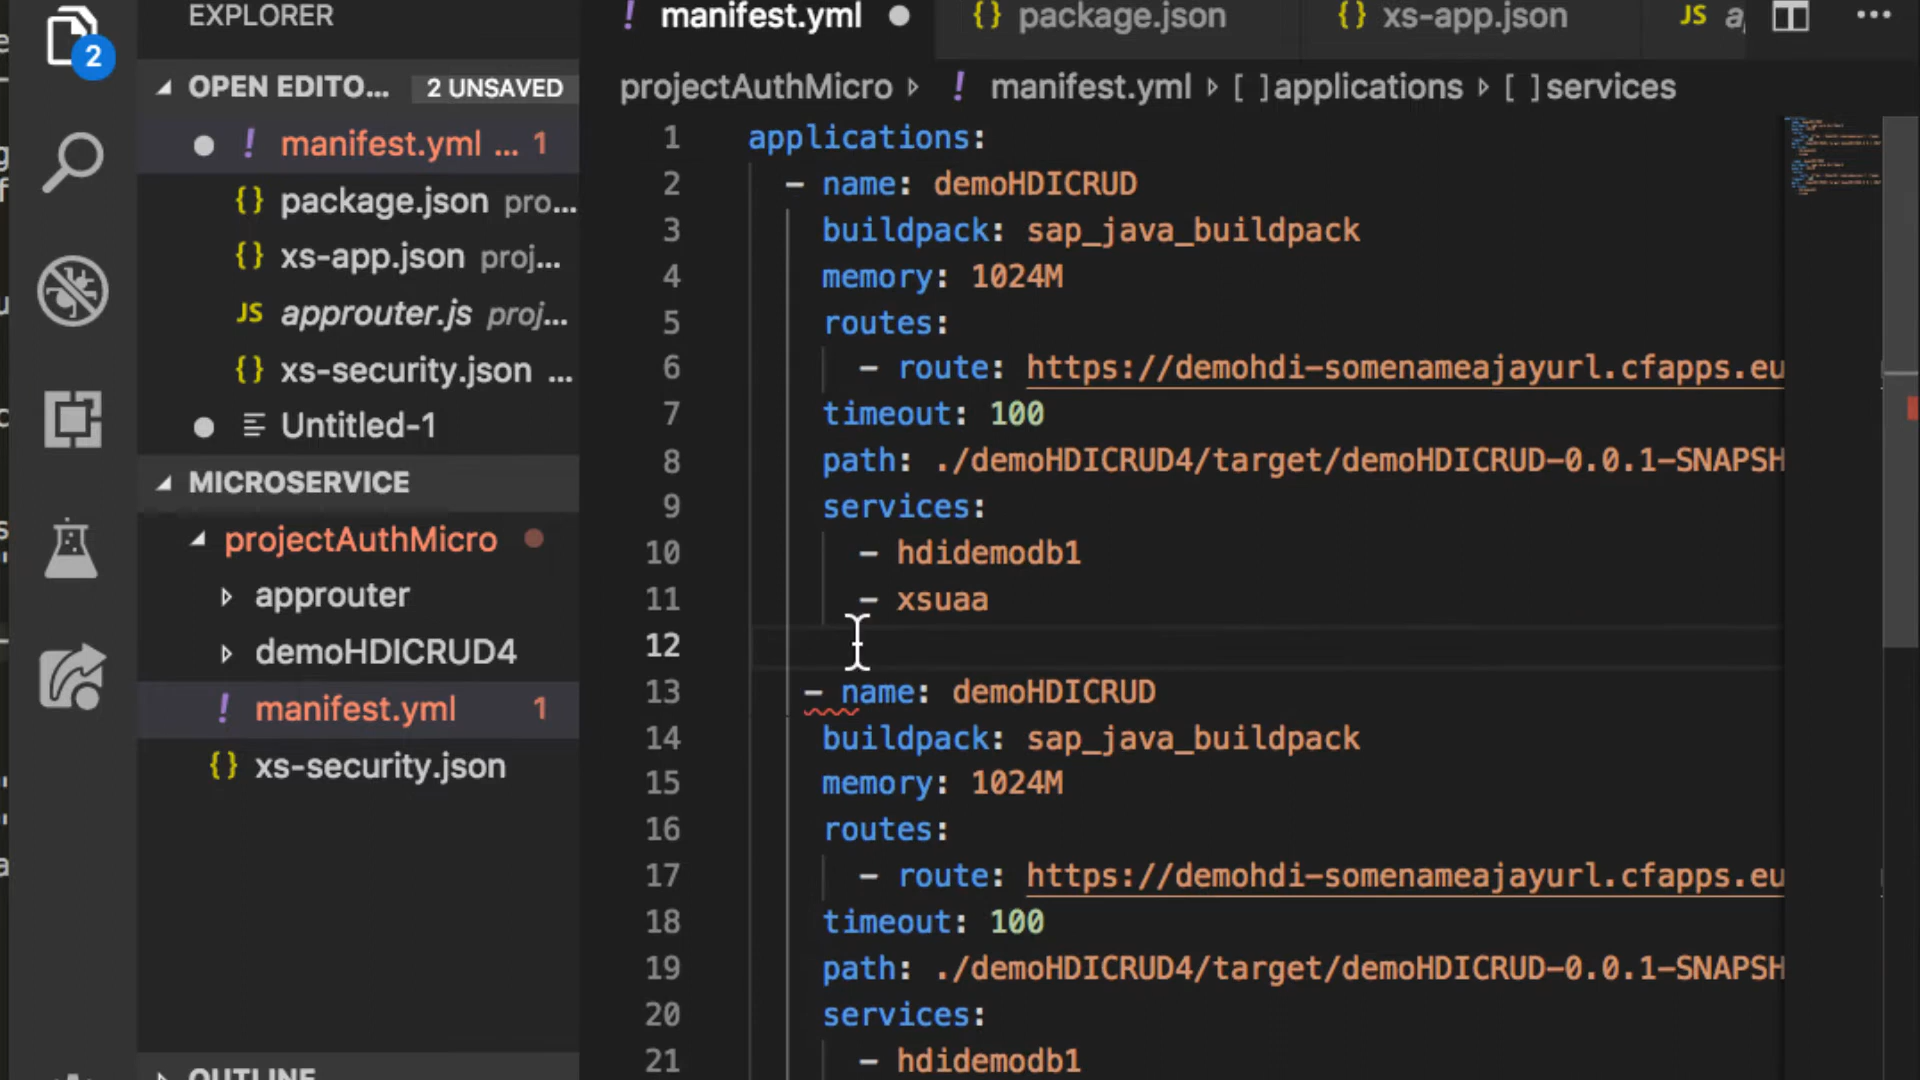 EXPLORER
2
OPEN EDITO... 2 UNSAVED
! manifest.yml ... 1
{} package.json pro...
{} xs-app.json proj...
JS approuter.js proj...
{} xs-security.json ...
Untitled-1
MICROSERVICE
projectAuthMicro
approuter
demoHDICRUD4
! manifest.yml 1
{} xs-security.json
OUTLINE
! manifest.yml {} package.json {} xs-app.json JS
projectAuthMicro ! manifest.yml [ ]applications [ ]services
1 applications:
2 - name: demoHDICRUD
3 buildpack: sap_java_buildpack
4 memory: 1024M
5 routes:
6 - route: https://demohdi-somenameajayurl.cfapps.eu
7 timeout: 100
8 path: ./demoHDICRUD4/target/demoHDICRUD-0.0.1-SNAPSH
9 services:
10 - hdidemodb1
11 - xsuaa
12
13 - name: demoHDICRUD
14 buildpack: sap_java_buildpack
15 memory: 1024M
16 routes:
17 - route: https://demohdi-somenameajayurl.cfapps.eu
18 timeout: 100
19 path: ./demoHDICRUD4/target/demoHDICRUD-0.0.1-SNAPSH
20 services:
21 - hdidemodb1